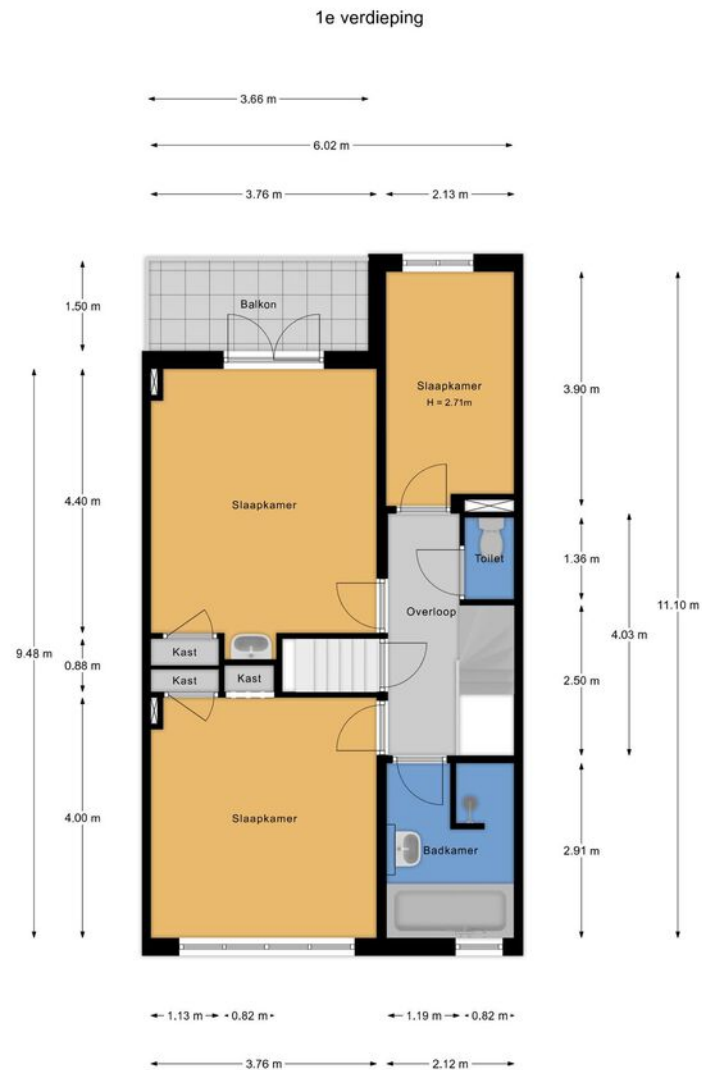 1e verdieping
3.66 m
6.02 m
3.76 m
2.13 m
1.50 m
Balkon
Slaapkamer
H = 2.71m
3.90 m
4.40 m
Slaapkamer
Toilet
1.36 m
Overloop
11.10 m
4.03 m
9.48 m
0.88 m
Kast
Kast
Kast
2.50 m
4.00 m
Slaapkamer
Badkamer
2.91 m
1.13 m
0.82 m
1.19 m
0.82 m
3.76 m
2.12 m